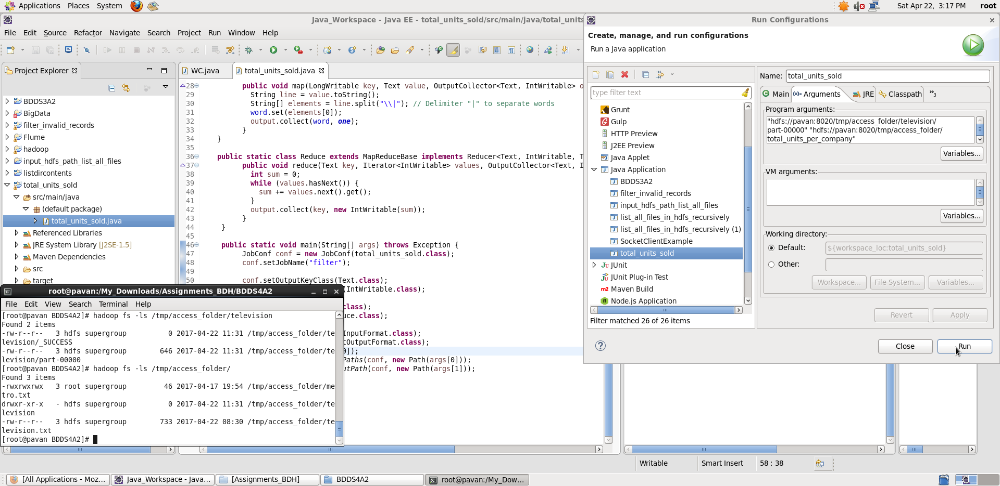 Applications Places System
Sat Apr 22, 3:17 PM root
Java_Workspace - Java EE - total_units_sold/src/main/java/total_units
File Edit Source Refactor Navigate Search Project Run Window Help
Project Explorer
BDDS3A2
BigData
filter_invalid_records
Flume
hadoop
input_hdfs_path_list_all_files
listdircontents
total_units_sold
src/main/java
(default package)
total_units_sold.java
Referenced Libraries
JRE System Library [J2SE-1.5]
Maven Dependencies
src
target
WC.java total_units_sold.java
28 public void map(LongWritable key, Text value, OutputCollector<Text, IntWritable> o
29 String line = value.toString();
30 String[] elements = line.split("\\|"); // Delimiter "|" to separate words
31 word.set(elements[0]);
32 output.collect(word, one);
33 }
34 }
35
36 public static class Reduce extends MapReduceBase implements Reducer<Text, IntWritable, T
37 public void reduce(Text key, Iterator<IntWritable> values, OutputCollector<Text, I
38 int sum = 0;
39 while (values.hasNext()) {
40 sum += values.next().get();
41 }
42 output.collect(key, new IntWritable(sum));
43 }
44 }
45
46 public static void main(String[] args) throws Exception {
47 JobConf conf = new JobConf(total_units_sold.class);
48 conf.setJobName("filter");
49
50 conf.setOutputKeyClass(Text.class);
(IntWritable.class);
class);
uce.class);
InputFormat.class);
tOutputFormat.class);
0]);
Paths(conf, new Path(args[0]));
utPath(conf, new Path(args[1]));
root@pavan:/My_Downloads/Assignments_BDH/BDDS4A2
File Edit View Search Terminal Help
[root@pavan BDDS4A2]# hadoop fs -ls /tmp/access_folder/television
Found 2 items
-rw-r--r-- 3 hdfs supergroup 0 2017-04-22 11:31 /tmp/access_folder/te
levision/_SUCCESS
-rw-r--r-- 3 hdfs supergroup 646 2017-04-22 11:31 /tmp/access_folder/te
levision/part-00000
[root@pavan BDDS4A2]# hadoop fs -ls /tmp/access_folder/
Found 3 items
-rwxrwxrwx 3 root supergroup 46 2017-04-17 19:54 /tmp/access_folder/me
tro.txt
drwxr-xr-x - hdfs supergroup 0 2017-04-22 11:31 /tmp/access_folder/te
levision
-rw-r--r-- 3 hdfs supergroup 733 2017-04-22 08:30 /tmp/access_folder/te
levision.txt
[root@pavan BDDS4A2]#
Run Configurations
Create, manage, and run configurations
Run a Java application
type filter text
Grunt
Gulp
HTTP Preview
J2EE Preview
Java Applet
Java Application
BDDS3A2
filter_invalid_records
input_hdfs_path_list_all_files
list_all_files_in_hdfs_recursively
list_all_files_in_hdfs_recursively (1)
SocketClientExample
total_units_sold
JUnit
JUnit Plug-in Test
Maven Build
Node.js Application
Filter matched 26 of 26 items
Name: total_units_sold
Main Arguments JRE Classpath »3
Program arguments:
"hdfs://pavan:8020/tmp/access_folder/television/
part-00000" "hdfs://pavan:8020/tmp/access_folder/
total_units_per_company"
Variables...
VM arguments:
Variables...
Working directory:
Default: ${workspace_loc:total_units_sold}
Other:
Workspace... File System... Variables...
Revert Apply
Close Run
Writable Smart Insert 58 : 38
[All Applications - Moz... Java_Workspace - Java... [Assignments_BDH] BDDS4A2 root@pavan:/My_Dow...